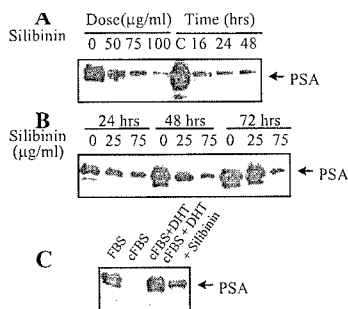 A
Dose(µg/ml) Time (hrs)
Silibinin 0 50 75 100 C 16 24 48
PSA
B
24 hrs 48 hrs 72 hrs
Silibinin 0 25 75 0 25 75 0 25 75
(µg/ml)
PSA
C
FBS
cFBS
cFBS+DHT
cFBS + DHT
+ Silibinin
PSA